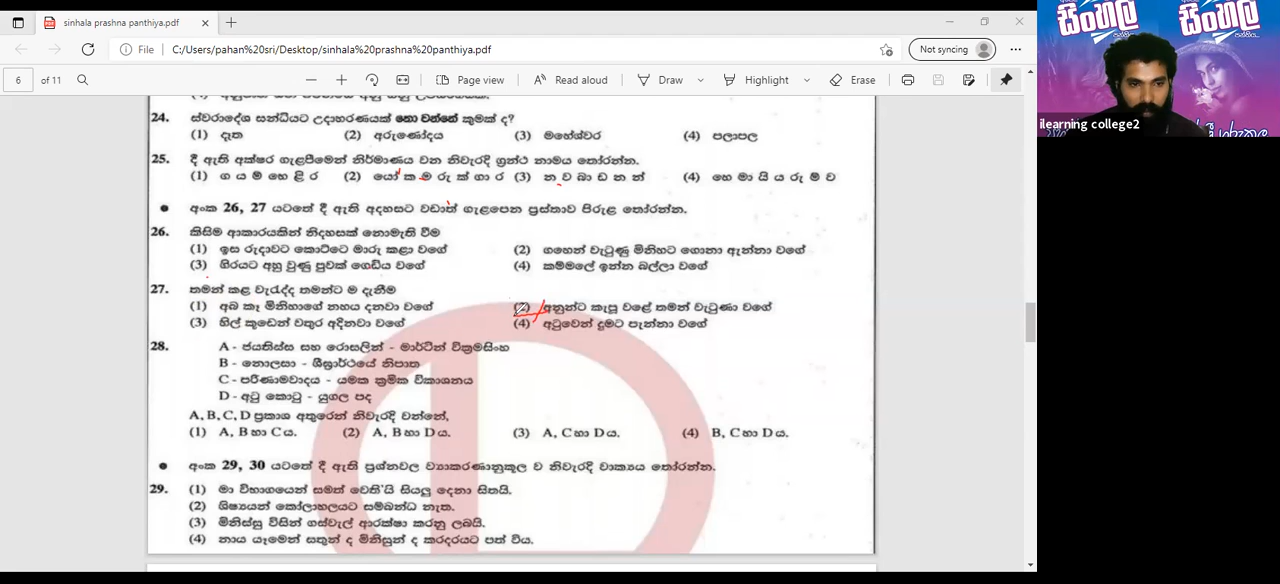 sinhala prashna panthiya.pdf
File C:/Users/pahan%20sri/Desktop/sinhala%20prashna%20panthiya.pdf Not syncing
6 of 11 Page view Read aloud Draw Highlight Erase
සිංහල සිංහල
ilearning college2
24. ස්වරාදේශ සන්ධියට උදාහරණයක් නො වන්නේ කුමක් ද?
(1) දෑත (2) අරුණෝදය (3) මහේශ්වර (4) පලාපල
25. දී ඇති අක්ෂර ගැළපීමෙන් නිර්මාණය වන නිවැරදි ග්‍රන්ථ නාමය තෝරන්න.
(1) ග ය ම් හෙ ළි ර (2) යෝ ක ම රු ක් ගා ර (3) න ව බා ඩ න න් (4) හෙ මා යි ය රු ම් ව
● අංක 26, 27 යටතේ දී ඇති අදහසට වඩාත් ගැළපෙන ප්‍රස්තාව පිරුළ තෝරන්න.
26. කිසිම ආකාරයකින් නිදහසක් නොමැති වීම
(1) ඉස රුදාවට කොට්ටෙ මාරු කළා වගේ (2) ගහෙන් වැටුණු මිනිහට ගොනා ඇන්නා වගේ
(3) ගිරයට අහු වුණු පුවක් ගෙඩිය වගේ (4) කම්මලේ ඉන්න බල්ලා වගේ
27. තමන් කළ වැරැද්ද තමන්ට ම දැනීම
(1) අබ කෑ මිනිහාගේ නහය දනවා වගේ (2) අනුන්ට කැපූ වළේ තමන් වැටුණා වගේ
(3) හිල් කූඩෙන් වතුර අදිනවා වගේ (4) අටුවෙන් දුමට පැන්නා වගේ
28. A - ජයතිස්ස සහ රොසලින් - මාර්ටින් වික්‍රමසිංහ
B - නොලසා - ශීඝ්‍රාර්ථයේ නිපාත
C - පරිණාමවාදය - යමක ක්‍රමික විකාශනය
D - අටු කොටු - යුගල පද
A, B, C, D ප්‍රකාශ අතුරෙන් නිවැරදි වන්නේ,
(1) A, B හා C ය. (2) A, B හා D ය. (3) A, C හා D ය. (4) B, C හා D ය.
● අංක 29, 30 යටතේ දී ඇති ප්‍රශ්නවල ව්‍යාකරණානුකූල ව නිවැරදි වාක්‍යය තෝරන්න.
29. (1) මා විභාගයෙන් සමත් වෙති'යි සියලු දෙනා සිතයි.
(2) ශිෂ්‍යයන් කෝලාහලයට සම්බන්ධ නැත.
(3) මිනිස්සු විසින් ගස්වැල් ආරක්ෂා කරනු ලබයි.
(4) නාය යෑමෙන් සතුන් ද මිනිසුන් ද කරදරයට පත් විය.